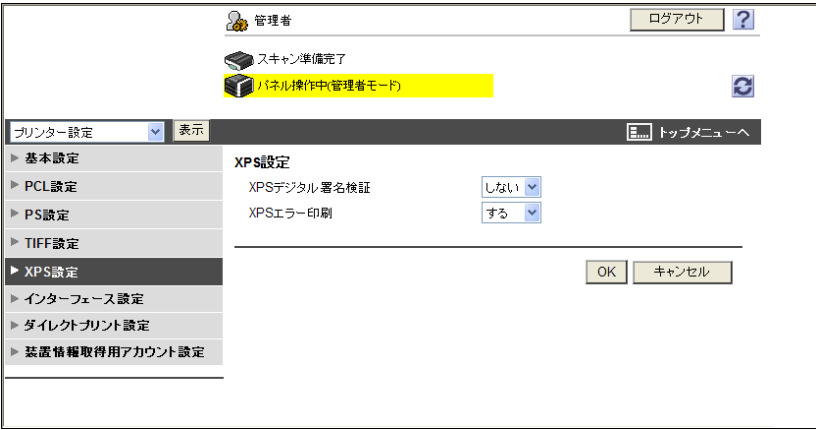 管理者
ログアウト
?
スキャン準備完了
パネル操作中(管理者モード)
プリンター設定
表示
トップメニューへ
基本設定
PCL設定
PS設定
TIFF設定
XPS設定
インターフェース設定
ダイレクトプリント設定
装置情報取得用アカウント設定
XPS設定
XPSデジタル署名検証 しない
XPSエラー印刷 する
OK キャンセル